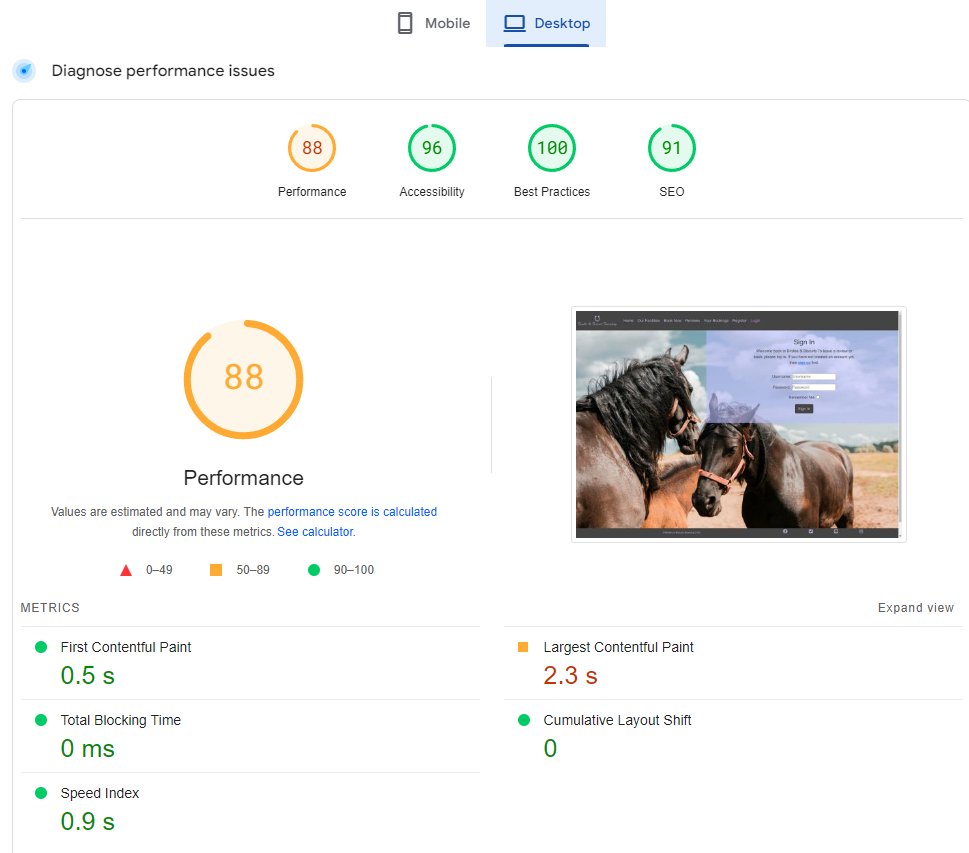 Mobile
Desktop
Diagnose performance issues
88
96
100
91
Performance
Accessibility
Best Practices
SEO
88
Performance
Values are estimated and may vary. The performance score is calculated
directly from these metrics. See calculator.
0–49
50–89
90–100
Home Our Facilities Book Now Reviews Your Bookings Register Login
Sign In
Username
Password
Remember Me
Sign In
METRICS
Expand view
First Contentful Paint
0.5 s
Largest Contentful Paint
2.3 s
Total Blocking Time
0 ms
Cumulative Layout Shift
0
Speed Index
0.9 s